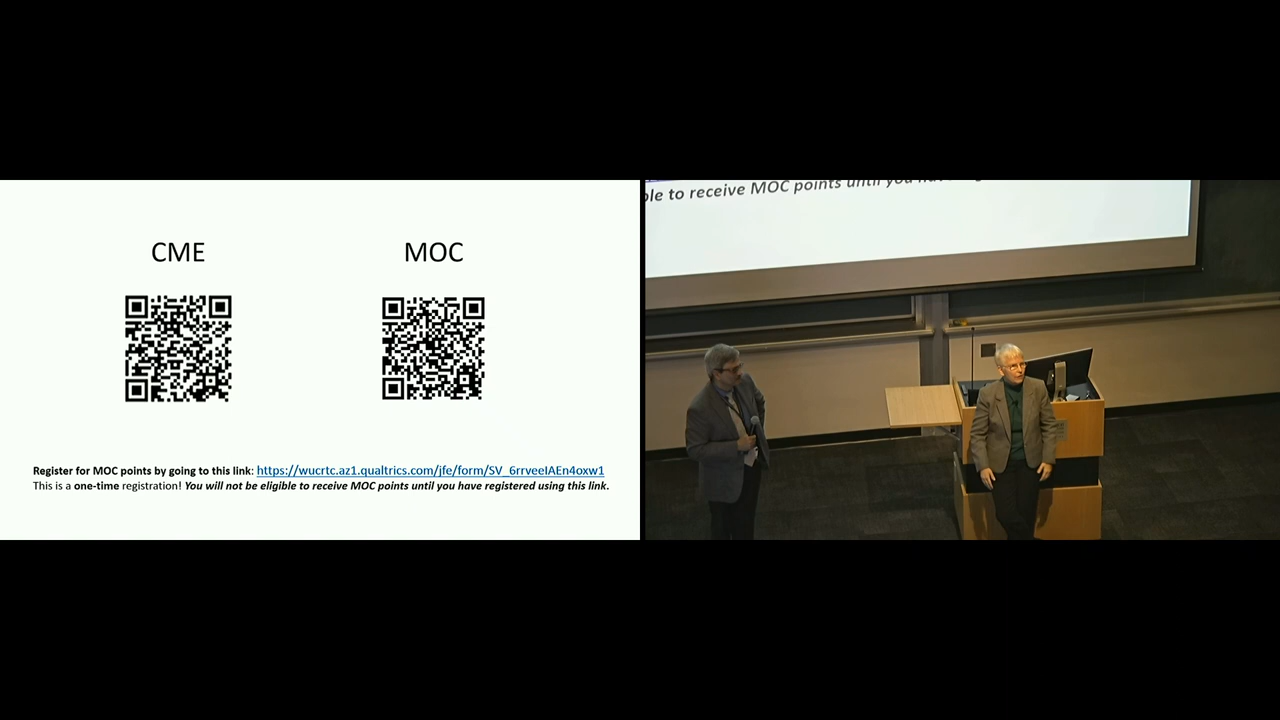 CME
MOC
Register for MOC points by going to this link: https://wucrtc.az1.qualtrics.com/jfe/form/SV_6rrveeIAEn4oxw1
This is a one-time registration! You will not be eligible to receive MOC points until you have registered using this link.
ble to receive MOC points until you